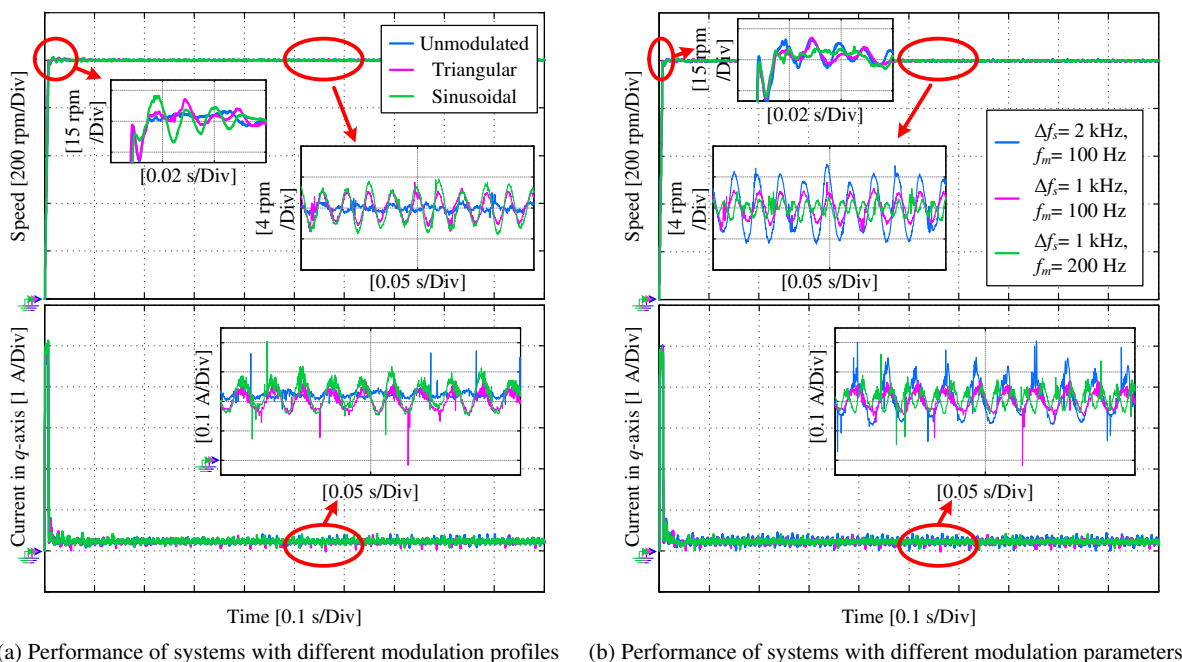 Speed [200 rpm/Div]
Unmodulated
Triangular
Sinusoidal
[15 rpm
/Div]
[0.02 s/Div]
[4 rpm
/Div]
[0.05 s/Div]
Current in q-axis [1 A/Div]
[0.1 A/Div]
[0.05 s/Div]
Time [0.1 s/Div]
(a) Performance of systems with different modulation profiles
Speed [200 rpm/Div]
[15 rpm
/Div]
[0.02 s/Div]
Δfs= 2 kHz,
fm= 100 Hz
Δfs= 1 kHz,
fm= 100 Hz
Δfs= 1 kHz,
fm= 200 Hz
[4 rpm
/Div]
[0.05 s/Div]
Current in q-axis [1 A/Div]
[0.1 A/Div]
[0.05 s/Div]
Time [0.1 s/Div]
(b) Performance of systems with different modulation parameters